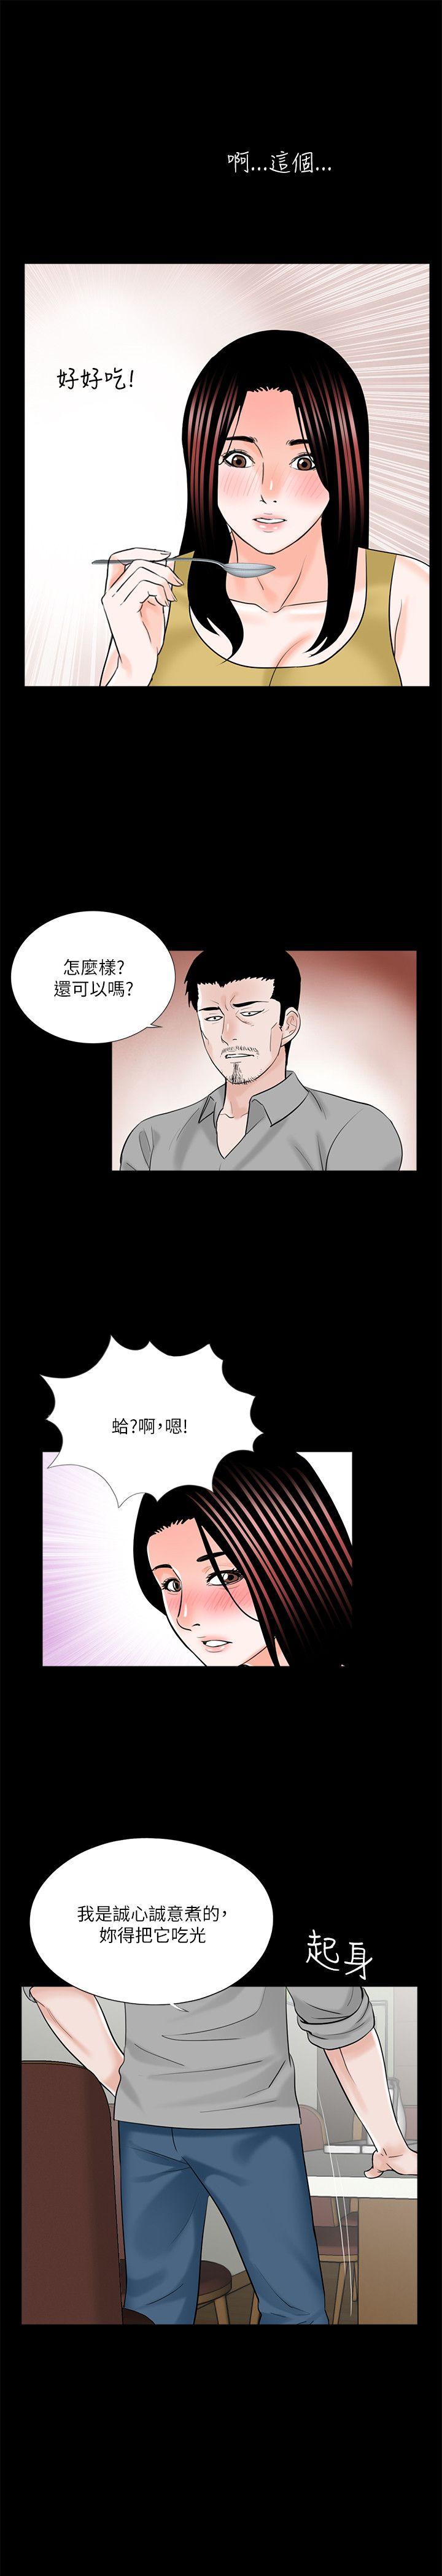 啊...這個...
好好吃!
怎麼樣?
還可以嗎?
蛤?啊,嗯!
我是誠心誠意煮的,
妳得把它吃光
起身